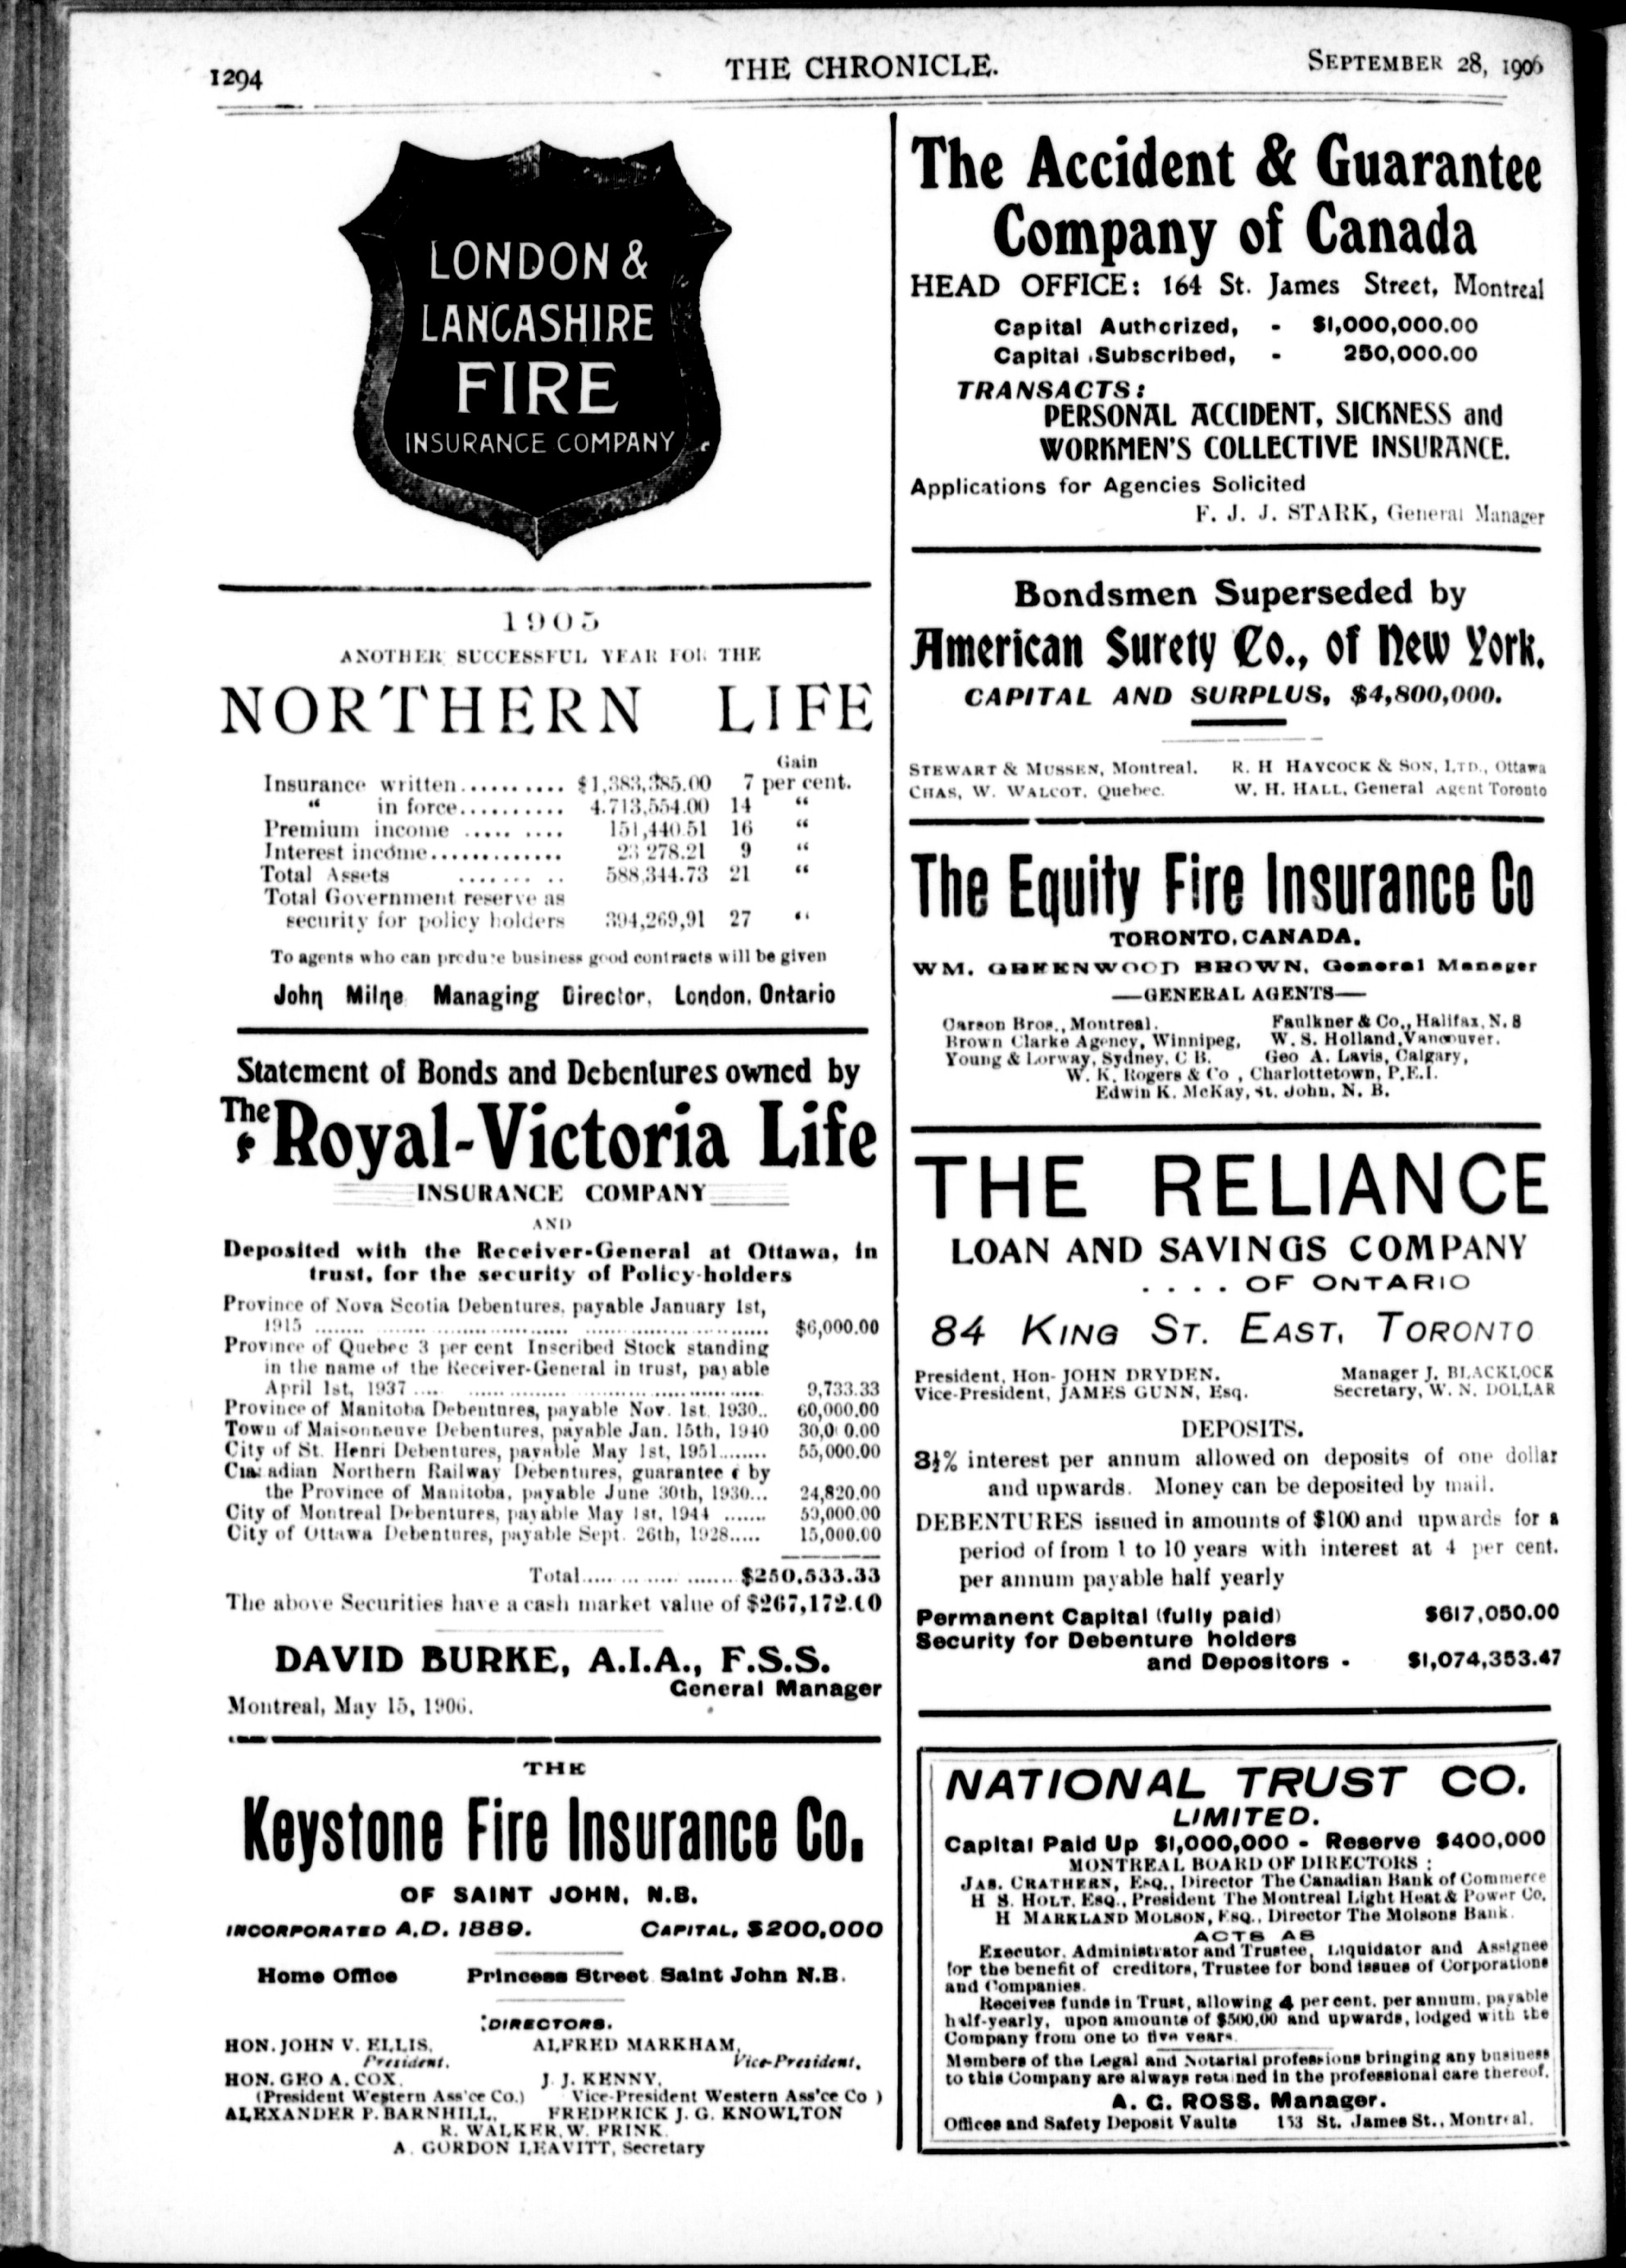 1294
THE CHRONICLE.
SEPTEMBER 28, 1906
LONDON &
LANCASHIRE
FIRE
INSURANCE COMPANY
1905
ANOTHER SUCCESSFUL YEAR FOR THE
NORTHERN LIFE
Gain
Insurance written.......... $1,383,385.00 7 per cent.
“ in force.......... 4.713,554.00 14 “
Premium income ..... .... 151,440.51 16 “
Interest income............. 23 278.21 9 “
Total Assets ....... .. 588,344.73 21 “
Total Government reserve as
security for policy holders 394,269,91 27 “
To agents who can produce business good contracts will be given
John Milne Managing Director, London, Ontario
Statement of Bonds and Debentures owned by
The
Royal-Victoria Life
INSURANCE COMPANY
AND
Deposited with the Receiver-General at Ottawa, in
trust, for the security of Policy-holders
Province of Nova Scotia Debentures, payable January 1st,
1915 ........ $6,000.00
Province of Quebec 3 per cent Inscribed Stock standing
in the name of the Receiver-General in trust, payable
April 1st, 1937 .... 9,733.33
Province of Manitoba Debentures, payable Nov. 1st, 1930.. 60,000.00
Town of Maisonneuve Debentures, payable Jan. 15th, 1940 30,0 0.00
City of St. Henri Debentures, payable May 1st, 1951........ 55,000.00
Canadian Northern Railway Debentures, guaranteed by
the Province of Manitoba, payable June 30th, 1930... 24,820.00
City of Montreal Debentures, payable May 1st, 1944 ....... 50,000.00
City of Ottawa Debentures, payable Sept. 26th, 1928..... 15,000.00
Total..... ... ..... ....... $250,533.33
The above Securities have a cash market value of $267,172.60
DAVID BURKE, A.I.A., F.S.S.
General Manager
Montreal, May 15, 1906.
THE
Keystone Fire Insurance Co.
OF SAINT JOHN, N.B.
INCORPORATED A.D. 1889. CAPITAL, $200,000
Home Office Princess Street Saint John N.B.
DIRECTORS.
HON. JOHN V. ELLIS, ALFRED MARKHAM,
President. Vice-President,
HON. GEO A. COX, J. J. KENNY,
(President Western Ass'ce Co.) Vice-President Western Ass'ce Co )
ALEXANDER P. BARNHILL, FREDERICK J. G. KNOWLTON
R. WALKER, W. FRINK,
A. GORDON LEAVITT, Secretary
The Accident & Guarantee
Company of Canada
HEAD OFFICE: 164 St. James Street, Montreal
Capital Authorized, - $1,000,000.00
Capital Subscribed, - 250,000.00
TRANSACTS:
PERSONAL ACCIDENT, SICKNESS and
WORKMEN'S COLLECTIVE INSURANCE.
Applications for Agencies Solicited
F. J. J. STARK, General Manager
Bondsmen Superseded by
American Surety Co., of New York.
CAPITAL AND SURPLUS, $4,800,000.
STEWART & MUSSEN, Montreal. R. H HAYCOCK & SON, LTD., Ottawa
CHAS, W. WALCOT, Quebec. W. H. HALL, General Agent Toronto
The Equity Fire Insurance Co
TORONTO, CANADA.
WM. GREENWOOD BROWN, General Manager
—GENERAL AGENTS—
Carson Bros., Montreal. Faulkner & Co., Halifax, N. S
Brown Clarke Agency, Winnipeg, W. S. Holland, Vancouver.
Young & Lorway, Sydney, C B. Geo A. Lavis, Calgary,
W. K. Rogers & Co , Charlottetown, P.E.I.
Edwin K. McKay, St. John, N. B.
THE RELIANCE
LOAN AND SAVINGS COMPANY
. . . . OF ONTARIO
84 KING ST. EAST, TORONTO
President, Hon- JOHN DRYDEN. Manager J. BLACKLOCK
Vice-President, JAMES GUNN, Esq. Secretary, W. N. DOLLAR
DEPOSITS.
3½% interest per annum allowed on deposits of one dollar
and upwards. Money can be deposited by mail.
DEBENTURES issued in amounts of $100 and upwards for a
period of from 1 to 10 years with interest at 4 per cent.
per annum payable half yearly
Permanent Capital (fully paid) $617,050.00
Security for Debenture holders
and Depositors - $1,074,353.47
NATIONAL TRUST CO.
LIMITED.
Capital Paid Up $1,000,000 - Reserve $400,000
MONTREAL BOARD OF DIRECTORS :
JAS. CRATHERN, ESQ., Director The Canadian Bank of Commerce
H S. HOLT, ESQ., President The Montreal Light Heat & Power Co.
H MARKLAND MOLSON, ESQ., Director The Molsons Bank.
ACTS AS
Executor, Administrator and Trustee, Liquidator and Assignee
for the benefit of creditors, Trustee for bond issues of Corporations
and Companies.
Receives funds in Trust, allowing 4 per cent. per annum, payable
half-yearly, upon amounts of $500,00 and upwards, lodged with the
Company from one to five years.
Members of the Legal and Notarial professions bringing any business
to this Company are always retained in the professional care thereof.
A. G. ROSS, Manager.
Offices and Safety Deposit Vaults 153 St. James St., Montreal.